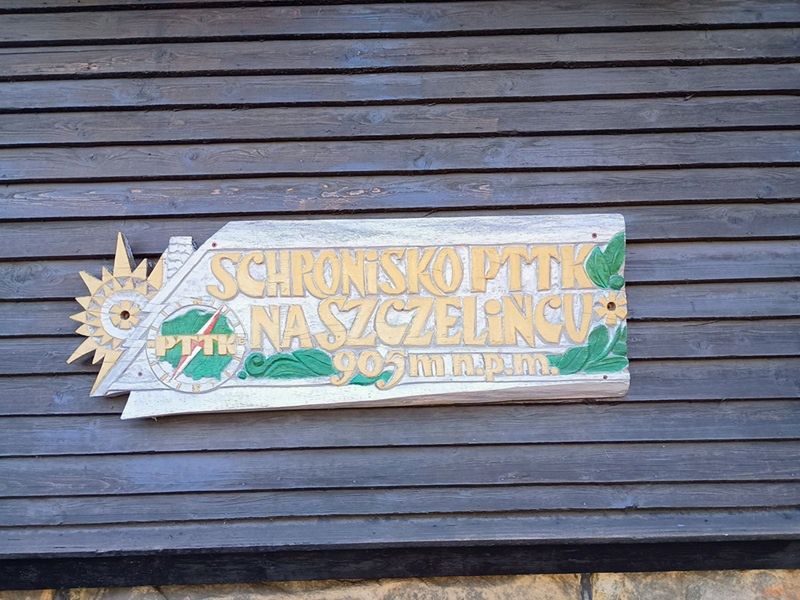 SCHRONiSKO PTTK
NA SZCZELiŃCU
905 m n.p.m.
PTTK